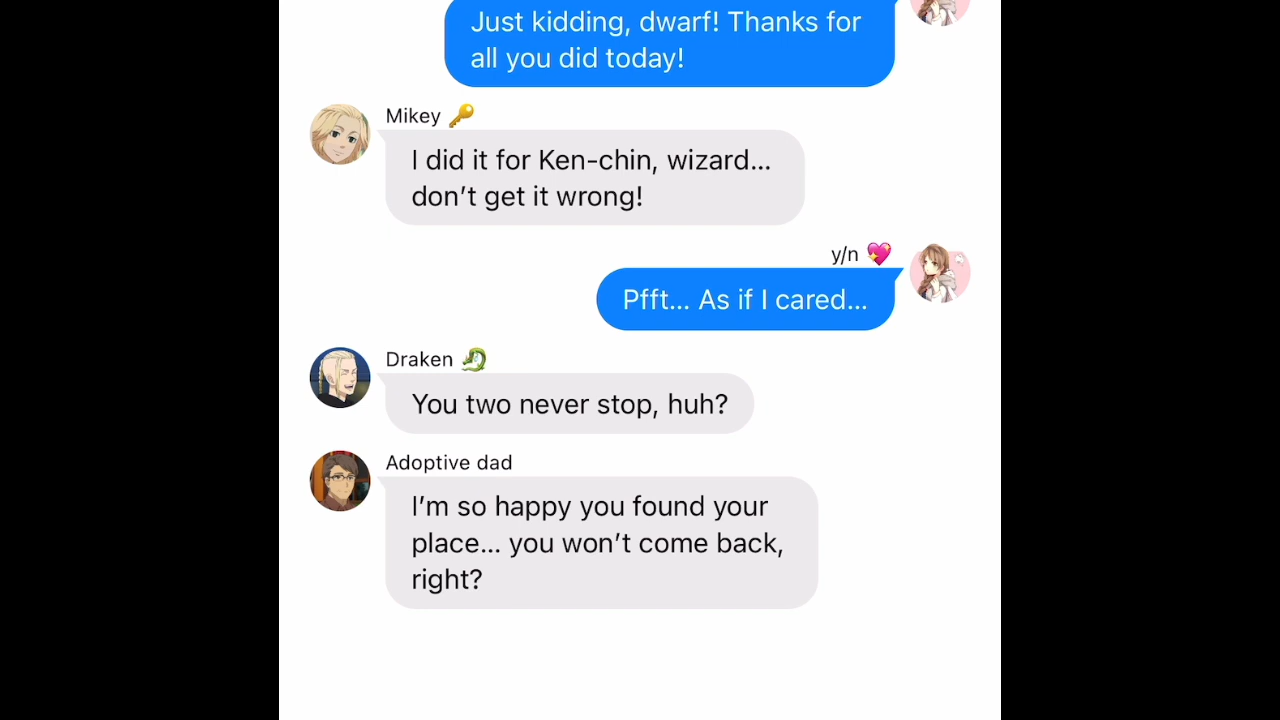 Just kidding, dwarf! Thanks for
all you did today!
Mikey 🔑
I did it for Ken-chin, wizard...
don’t get it wrong!
y/n 💖
Pfft... As if I cared...
Draken 🐉
You two never stop, huh?
Adoptive dad
I’m so happy you found your
place... you won’t come back,
right?